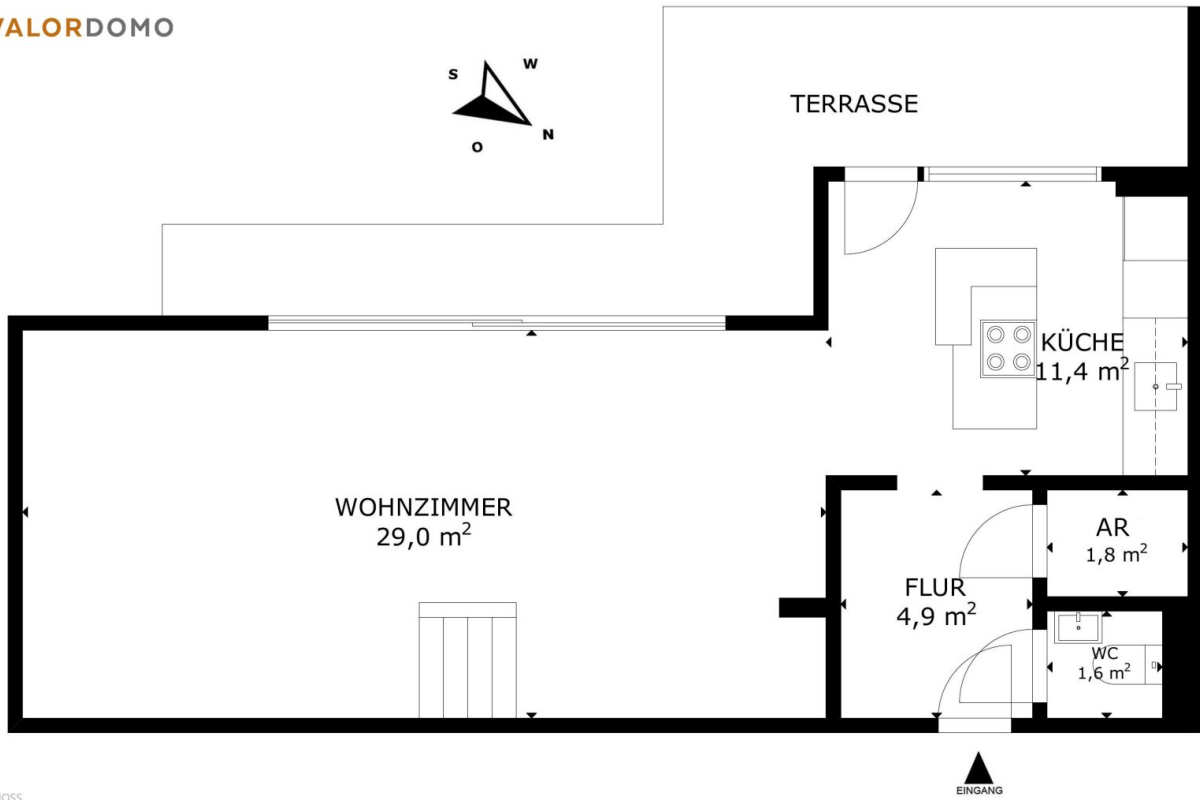 VALORDOMO
S
W
N
O
TERRASSE
KÜCHE
11,4 m²
WOHNZIMMER
29,0 m²
AR
1,8 m²
FLUR
4,9 m²
WC
1,6 m²
EINGANG